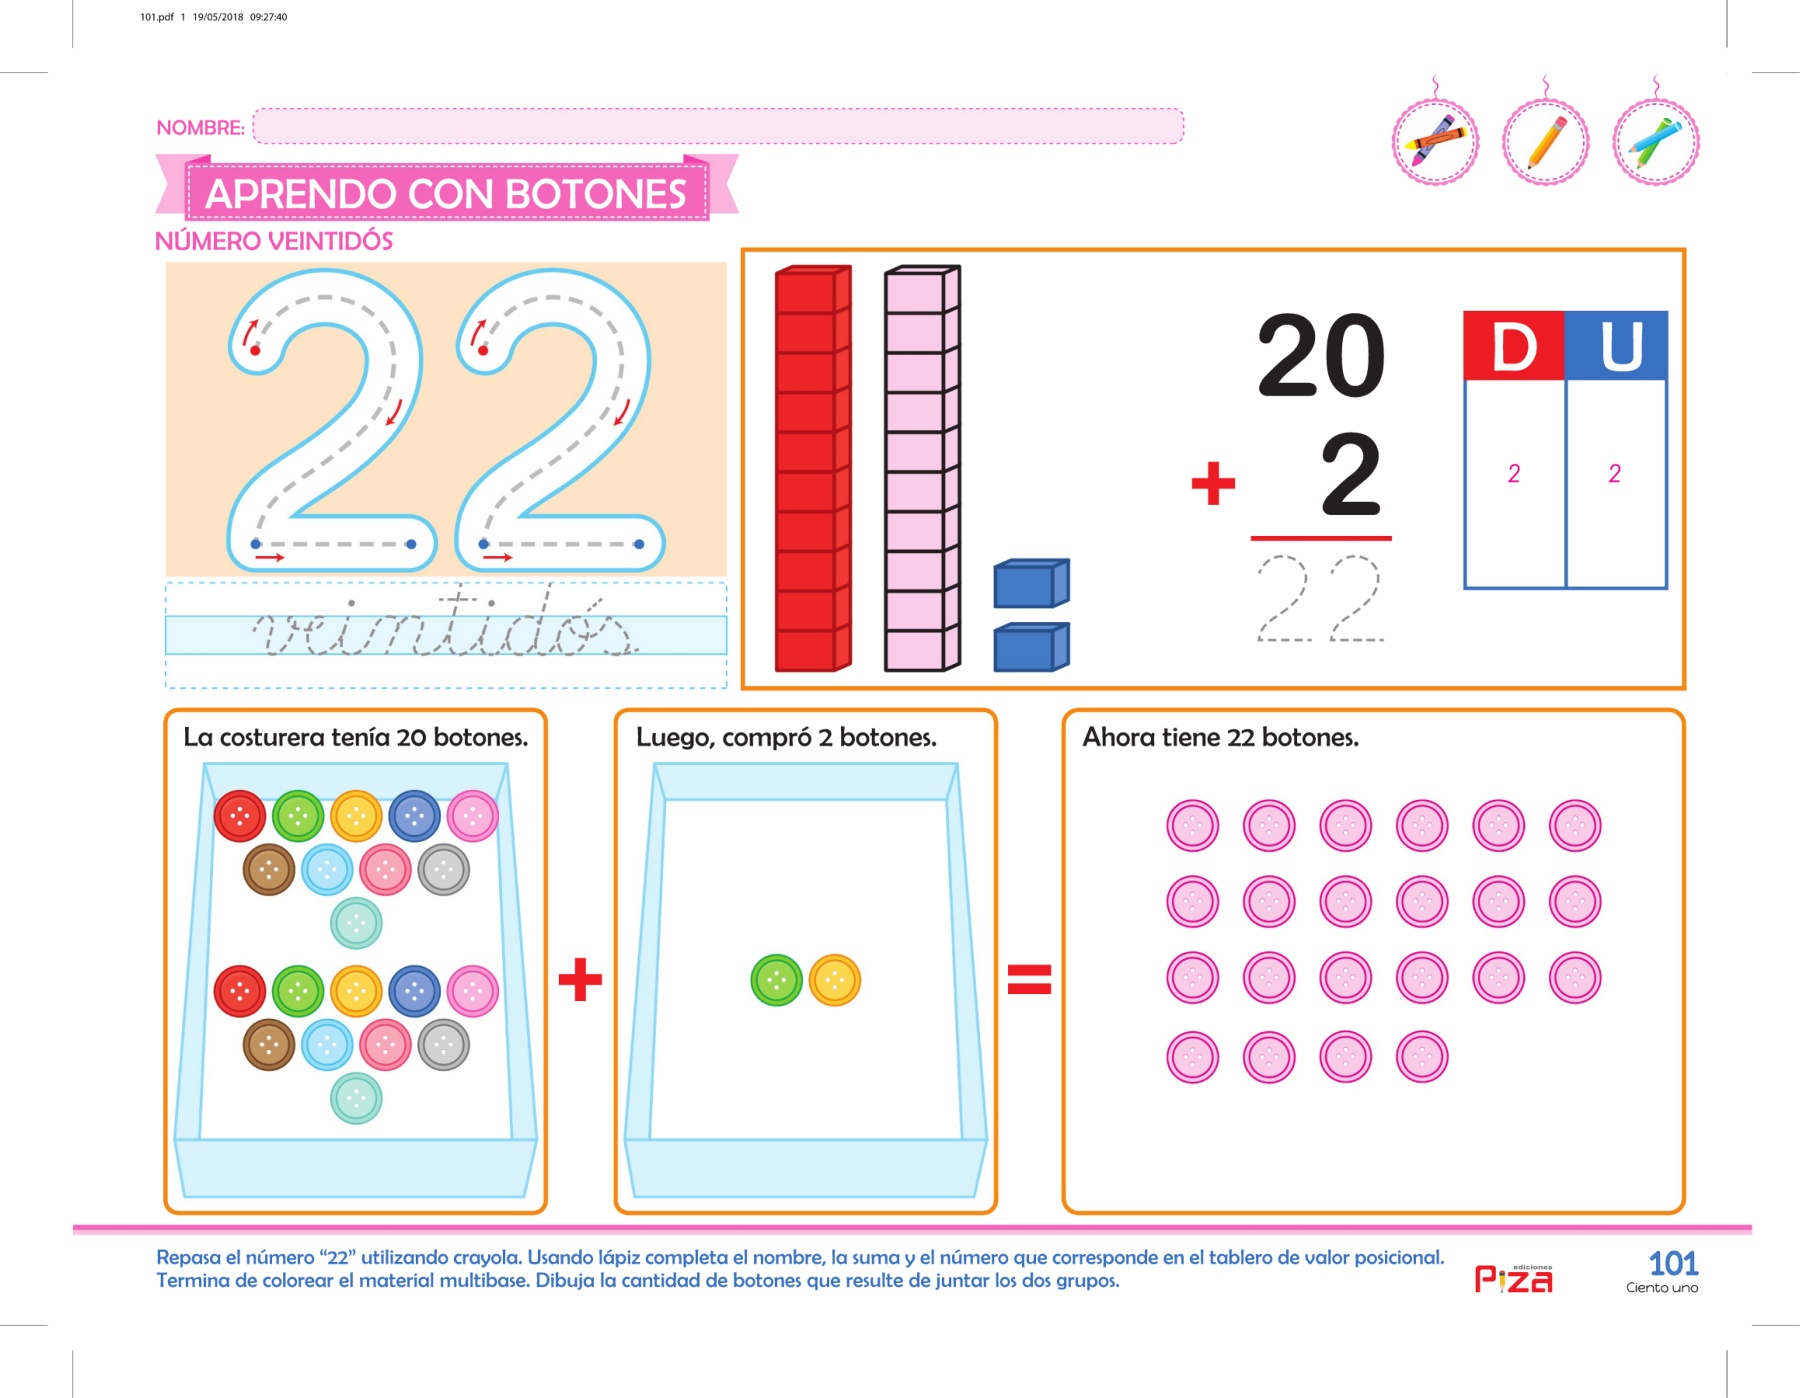 101.pdf 1 19/05/2018 09:27:40
NOMBRE:
APRENDO CON BOTONES
NÚMERO VEINTIDÓS
22
veintidós
20
+ 2
22
D U
2 2
La costurera tenía 20 botones.
+
Luego, compró 2 botones.
=
Ahora tiene 22 botones.
Repasa el número “22” utilizando crayola. Usando lápiz completa el nombre, la suma y el número que corresponde en el tablero de valor posicional.
Termina de colorear el material multibase. Dibuja la cantidad de botones que resulte de juntar los dos grupos.
ediciones
Piza
101
Ciento uno